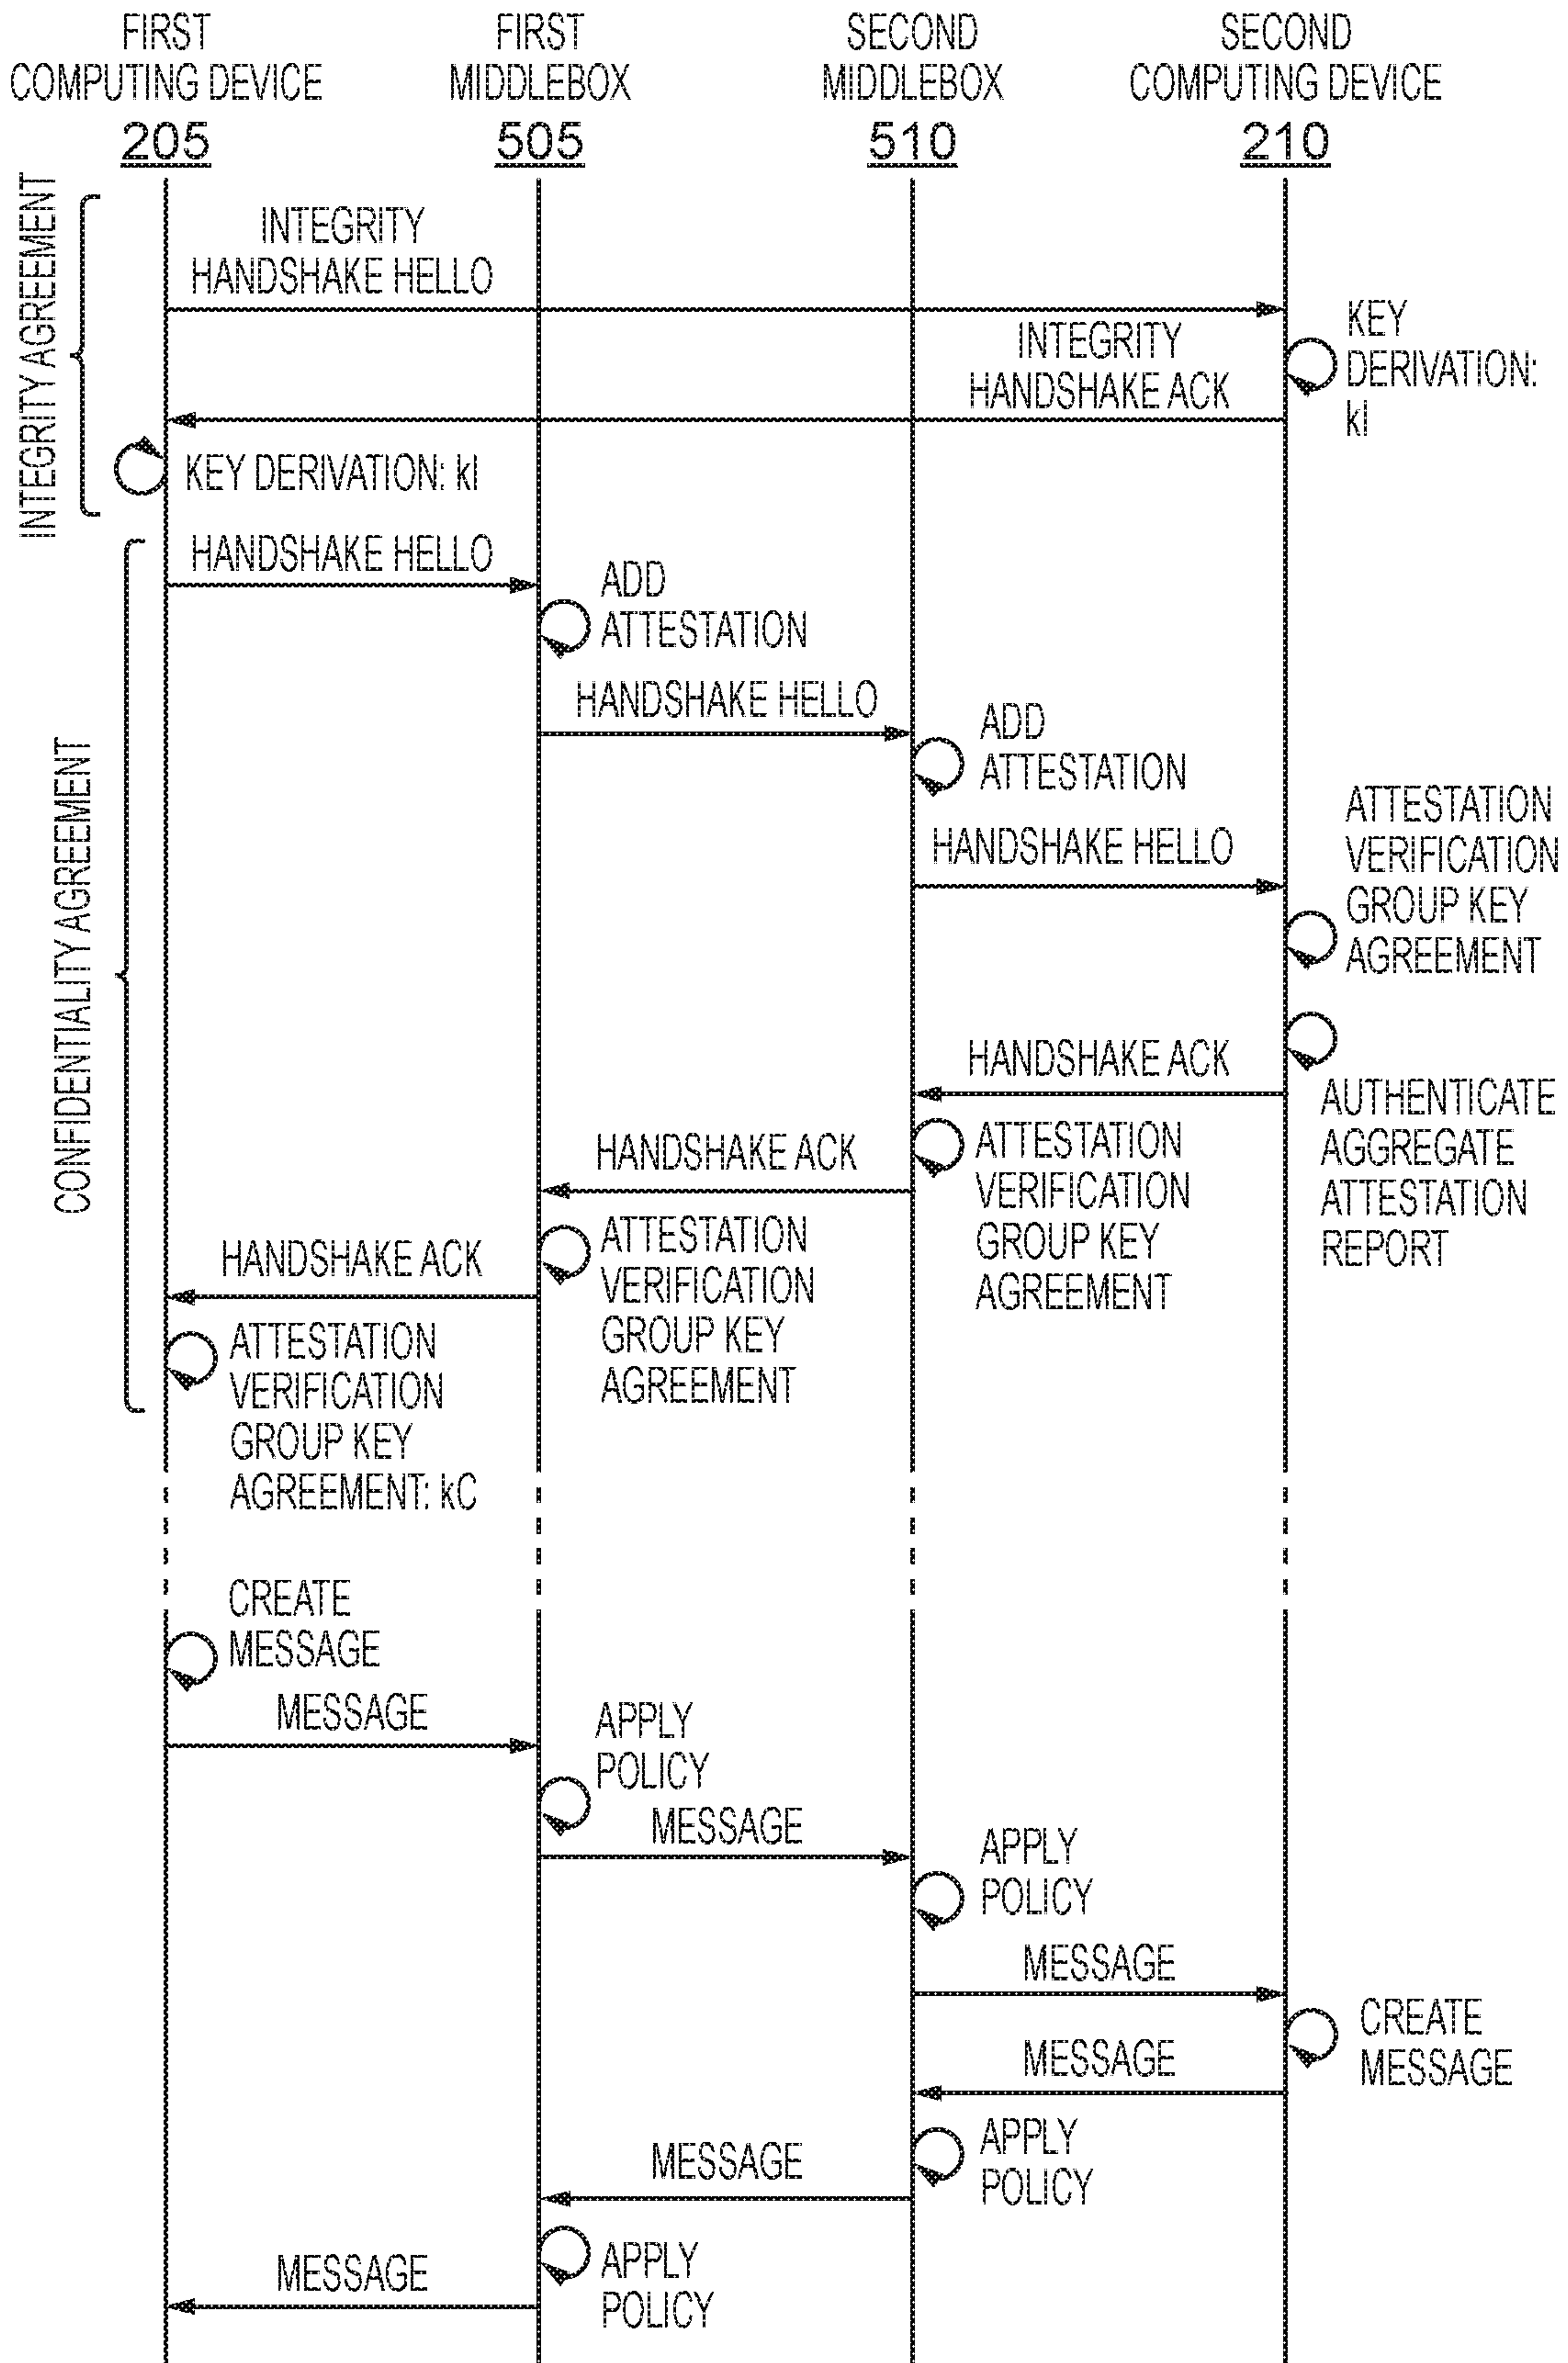 FIRST
COMPUTING DEVICE
205
FIRST
MIDDLEBOX
505
SECOND
MIDDLEBOX
510
SECOND
COMPUTING DEVICE
210
INTEGRITY AGREEMENT
INTEGRITY
HANDSHAKE HELLO
KEY
DERIVATION:
kI
INTEGRITY
HANDSHAKE ACK
KEY DERIVATION: kI
CONFIDENTIALITY AGREEMENT
HANDSHAKE HELLO
ADD
ATTESTATION
HANDSHAKE HELLO
ADD
ATTESTATION
HANDSHAKE HELLO
ATTESTATION
VERIFICATION
GROUP KEY
AGREEMENT
AUTHENTICATE
AGGREGATE
ATTESTATION
REPORT
HANDSHAKE ACK
ATTESTATION
VERIFICATION
GROUP KEY
AGREEMENT
HANDSHAKE ACK
ATTESTATION
VERIFICATION
GROUP KEY
AGREEMENT
HANDSHAKE ACK
ATTESTATION
VERIFICATION
GROUP KEY
AGREEMENT: kC
CREATE
MESSAGE
MESSAGE
APPLY
POLICY
MESSAGE
APPLY
POLICY
MESSAGE
CREATE
MESSAGE
MESSAGE
APPLY
POLICY
MESSAGE
APPLY
POLICY
MESSAGE